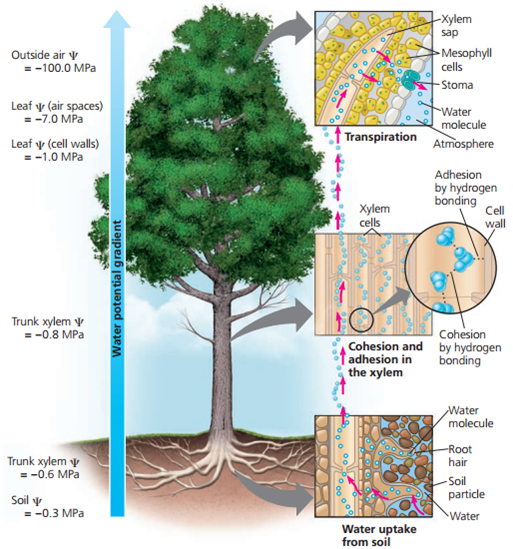 Outside air Ψ
= –100.0 MPa
Leaf Ψ (air spaces)
= –7.0 MPa
Leaf Ψ (cell walls)
= –1.0 MPa
Trunk xylem Ψ
= –0.8 MPa
Trunk xylem Ψ
= –0.6 MPa
Soil Ψ
= –0.3 MPa
Water potential gradient
Xylem
sap
Mesophyll
cells
Stoma
Water
molecule
Atmosphere
Transpiration
Adhesion
by hydrogen
bonding
Cell
wall
Xylem
cells
Cohesion
by hydrogen
bonding
Cohesion and
adhesion in
the xylem
Water
molecule
Root
hair
Soil
particle
Water
Water uptake
from soil